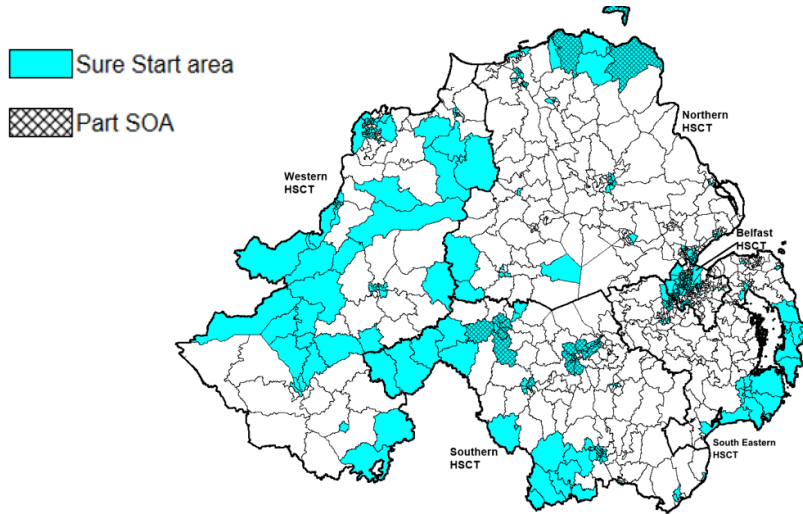 Sure Start area
Part SOA
Northern
HSCT
Western
HSCT
Belfast
HSCT
Southern
HSCT
South Eastern
HSCT